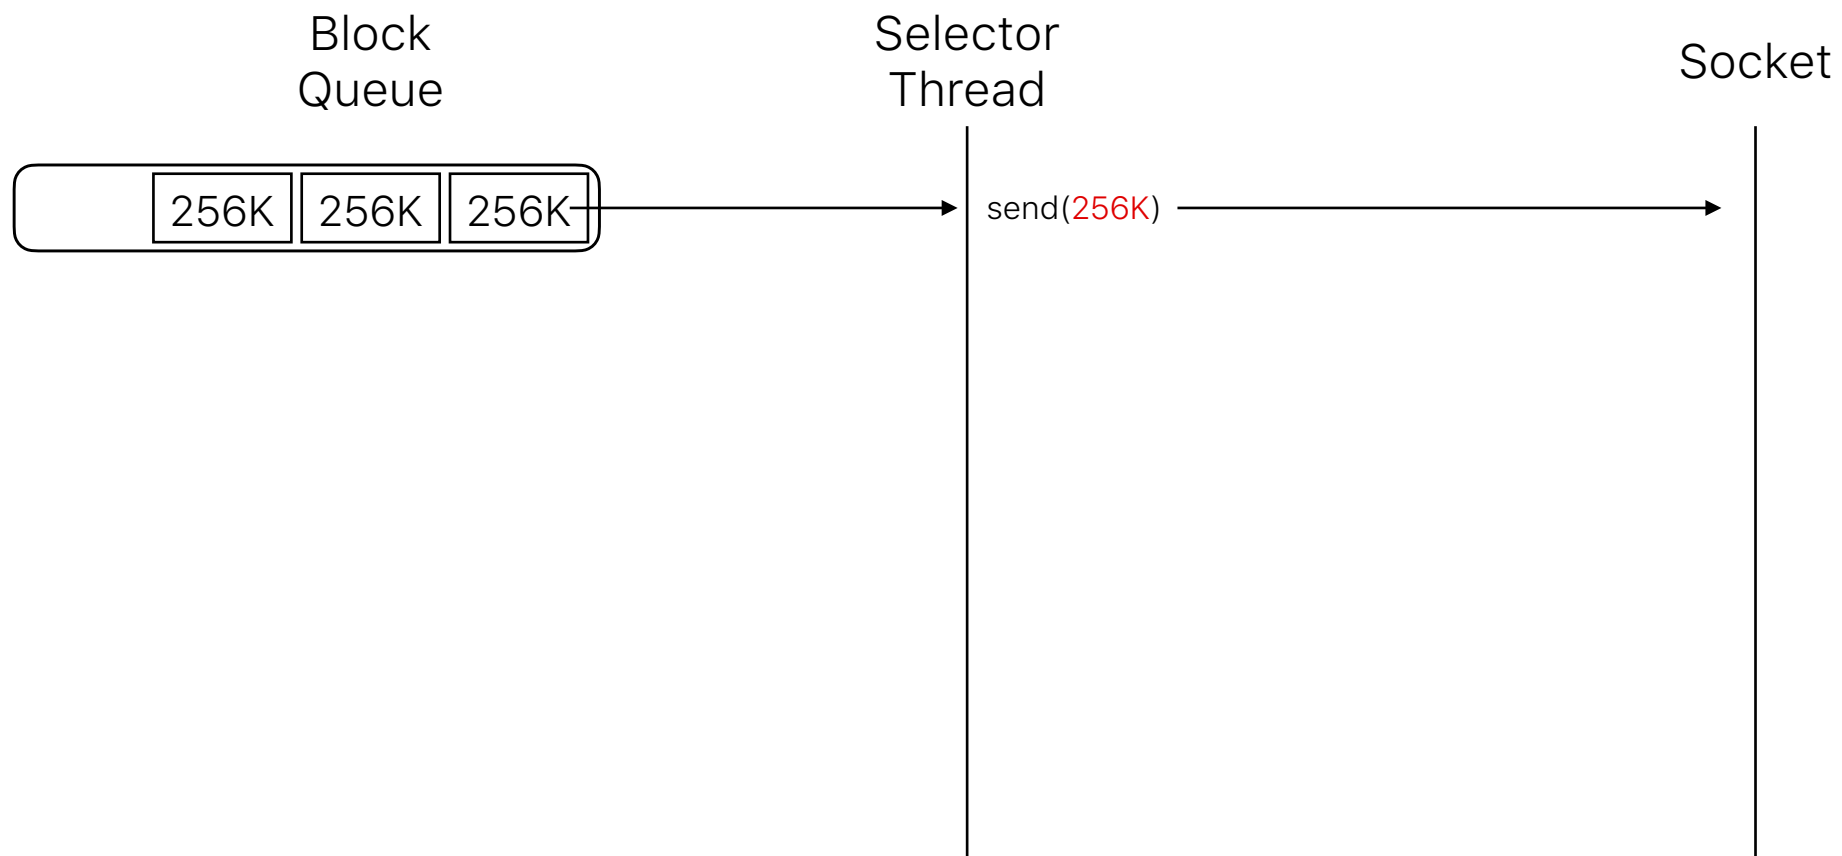 Block
Queue
Selector
Thread
Socket
256K
256K
256K
send(256K)